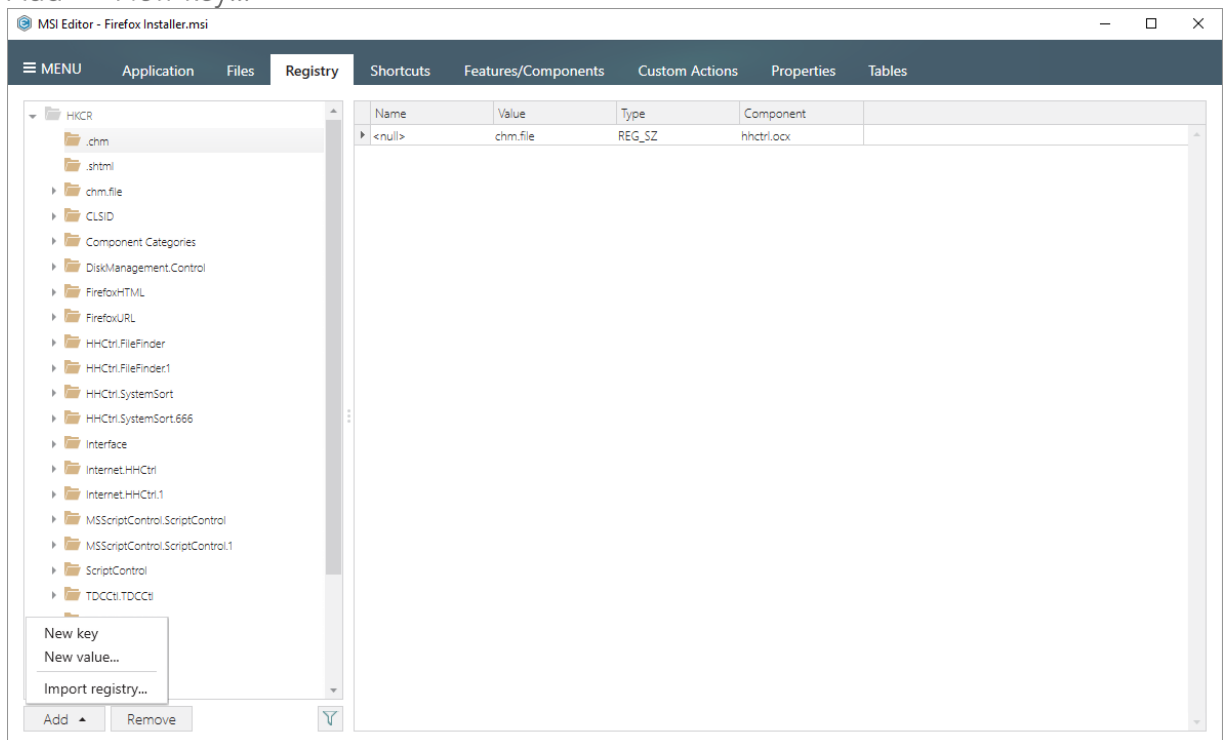 MSI Editor - Firefox Installer.msi
MENU Application Files Registry Shortcuts Features/Components Custom Actions Properties Tables
HKCR
.chm
.shtml
chm.file
CLSID
Component Categories
DiskManagement.Control
FirefoxHTML
FirefoxURL
HHCtrl.FileFinder
HHCtrl.FileFinder.1
HHCtrl.SystemSort
HHCtrl.SystemSort.666
Interface
Internet.HHCtrl
Internet.HHCtrl.1
MSScriptControl.ScriptControl
MSScriptControl.ScriptControl.1
ScriptControl
TDCCtl.TDCCtl
New key
New value...
Import registry...
Add Remove
Name Value Type Component
<null> chm.file REG_SZ hhctrl.ocx